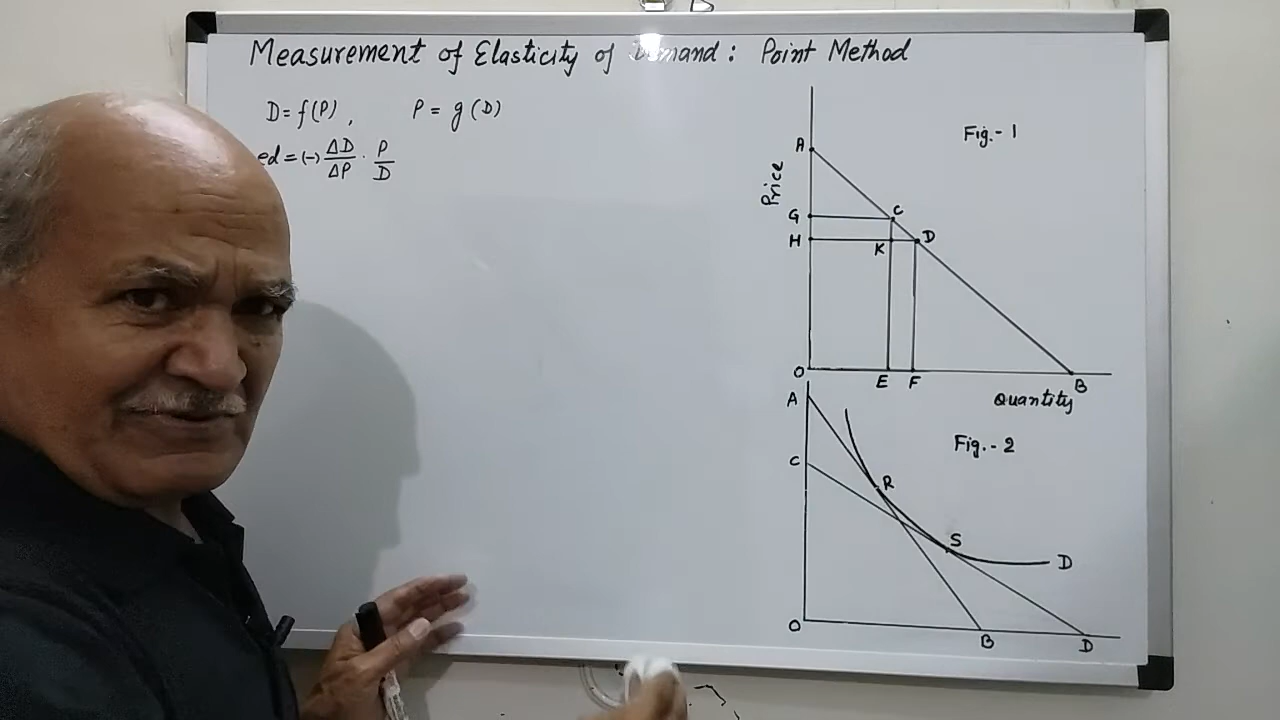 Measurement of Elasticity of Demand : Point Method
D = f(P) , P = g(D)
ed = (-) ΔD/ΔP · P/D
Fig.-1
Price
A
G
C
H
K
D
O
E
F
B
Quantity
Fig.-2
A
C
R
S
D
O
B
D